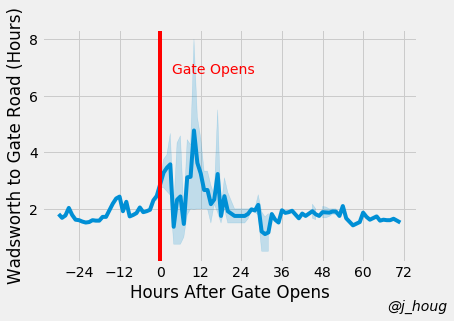 Wadsworth to Gate Road (Hours)
8
6
4
2
Gate Opens
−24 −12 0 12 24 36 48 60 72
Hours After Gate Opens
@j_houg